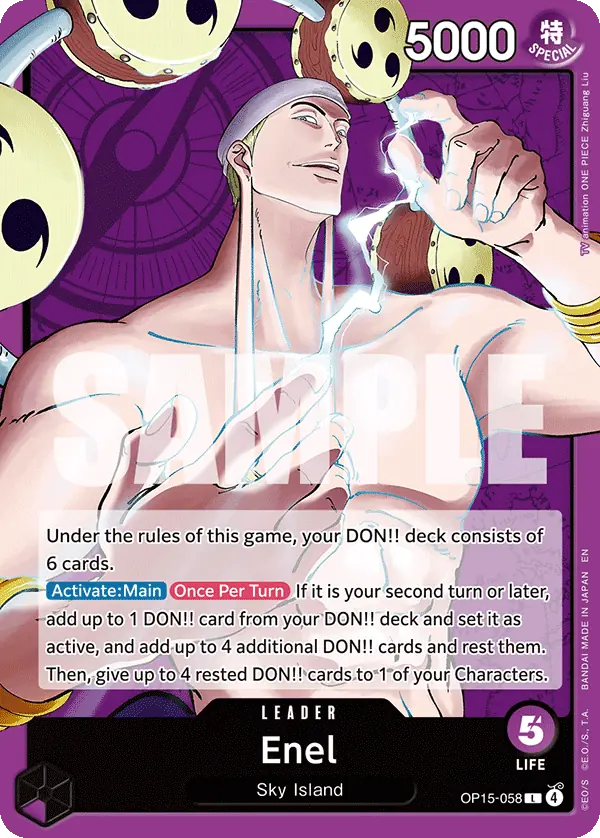 5000
特
SPECIAL
TV animation ONE PIECE Zhiguang Liu
SAMPLE
Under the rules of this game, your DON!! deck consists of
6 cards.
Activate:Main Once Per Turn If it is your second turn or later,
add up to 1 DON!! card from your DON!! deck and set it as
active, and add up to 4 additional DON!! cards and rest them.
Then, give up to 4 rested DON!! cards to 1 of your Characters.
LEADER
Enel
Sky Island
5
LIFE
OP15-058 L 4
©E.O/S ©E.O./S., T.A. BANDAI MADE IN JAPAN EN